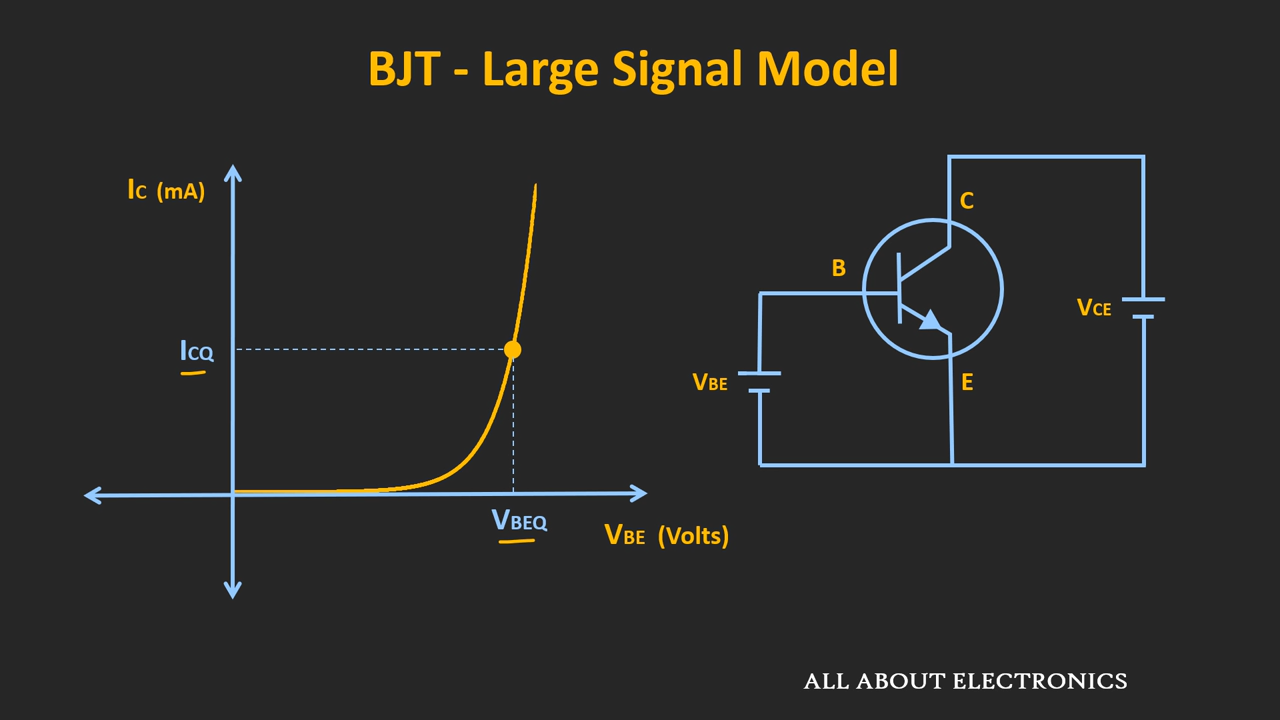 BJT - Large Signal Model
IC (mA)
ICQ
VBEQ
VBE (Volts)
C
B
E
VBE
VCE
ALL ABOUT ELECTRONICS